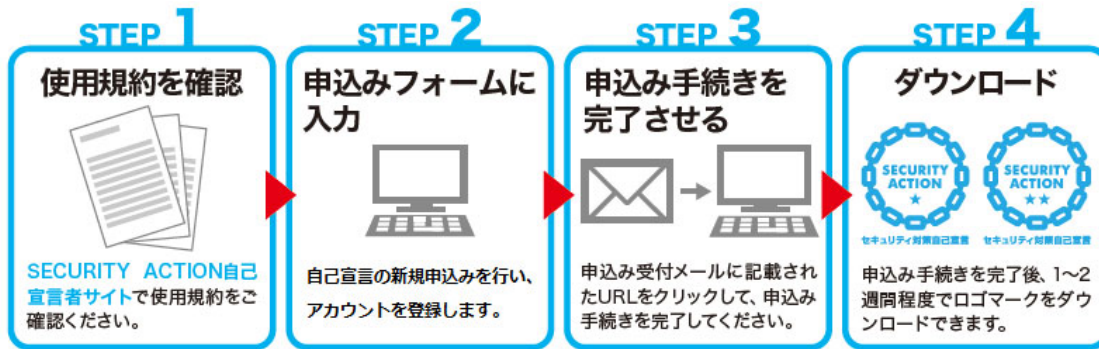 STEP 1
使用規約を確認
SECURITY ACTION自己
宣言者サイトで使用規約をご
確認ください。
STEP 2
申込みフォームに
入力
自己宣言の新規申込みを行い、
アカウントを登録します。
STEP 3
申込み手続きを
完了させる
申込み受付メールに記載され
たURLをクリックして、申込み
手続きを完了してください。
STEP 4
ダウンロード
SECURITY
ACTION
★
セキュリティ対策自己宣言
SECURITY
ACTION
★★
セキュリティ対策自己宣言
申込み手続きを完了後、1〜2
週間程度でロゴマークをダウ
ンロードできます。